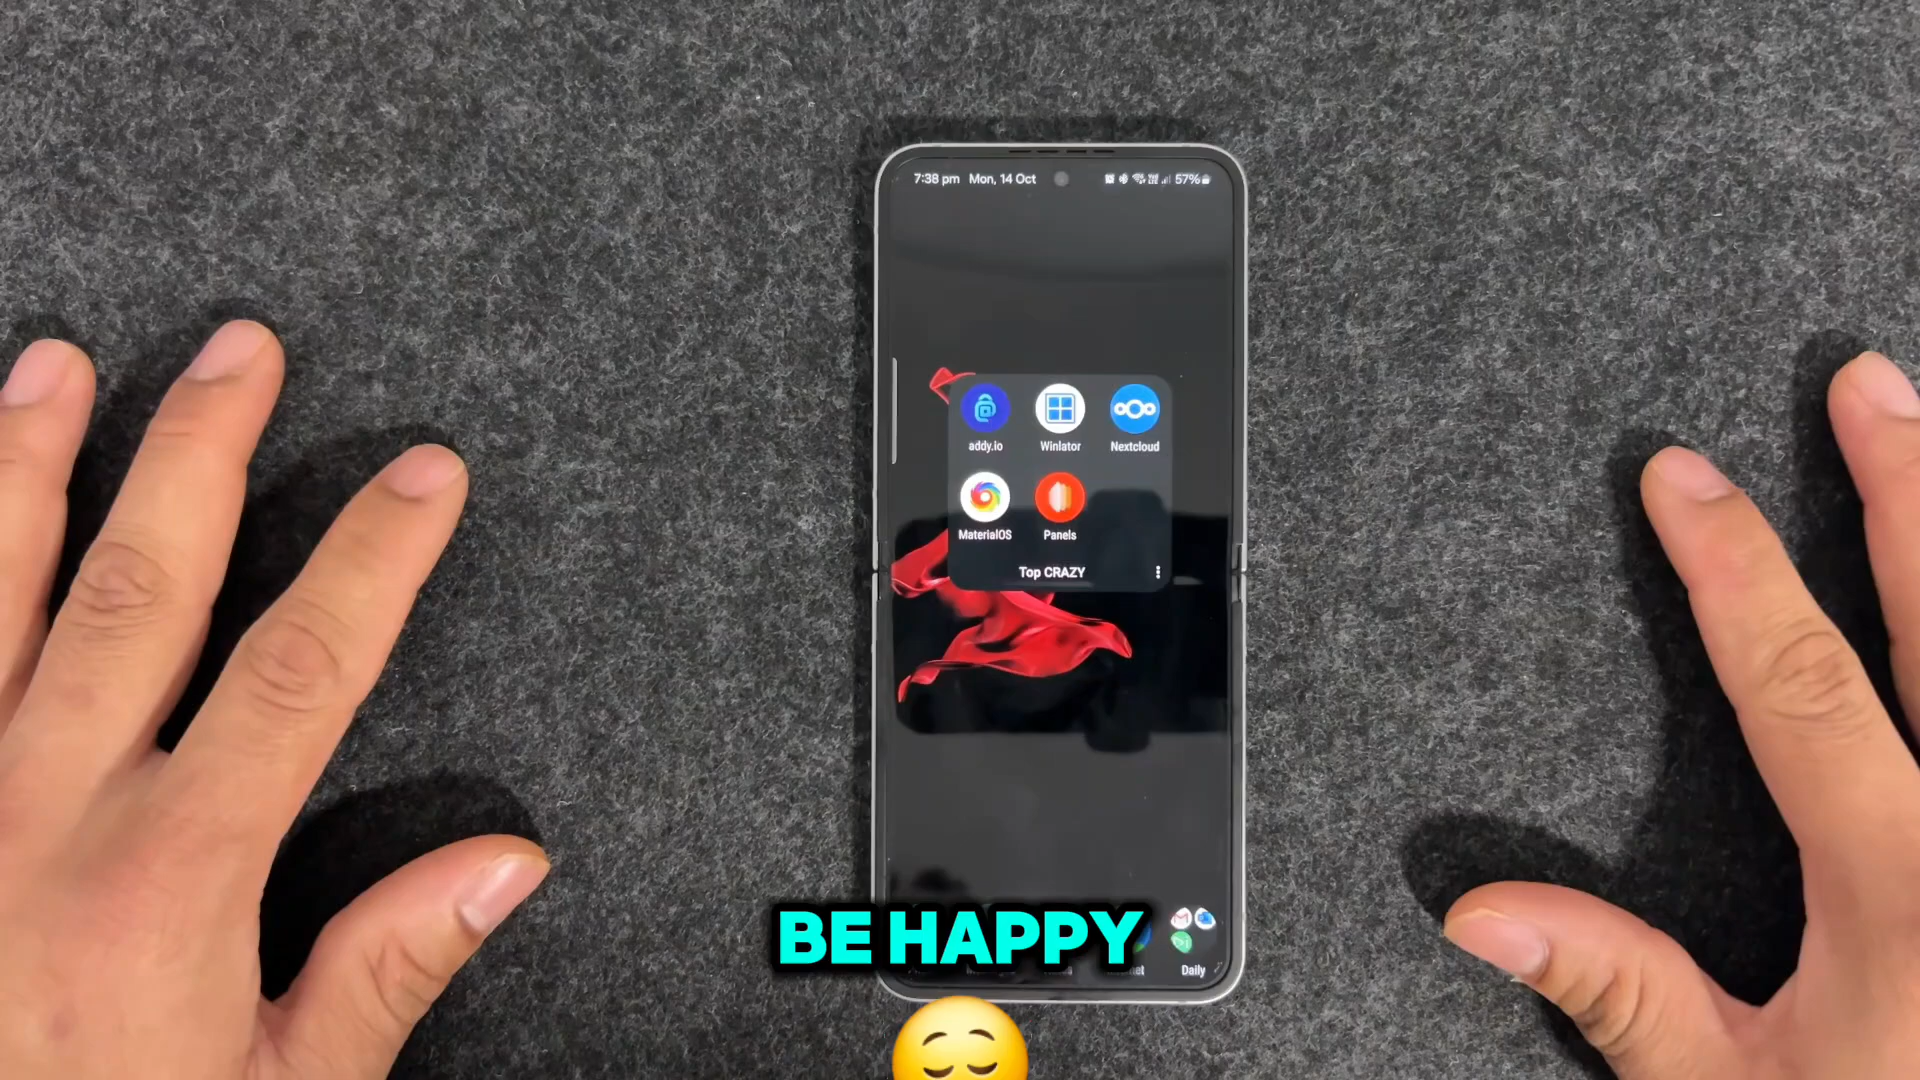 7:38 pm Mon, 14 Oct 57%
addy.io Winlator Nextcloud
MaterialOS Panels
Top CRAZY
BE HAPPY
Daily